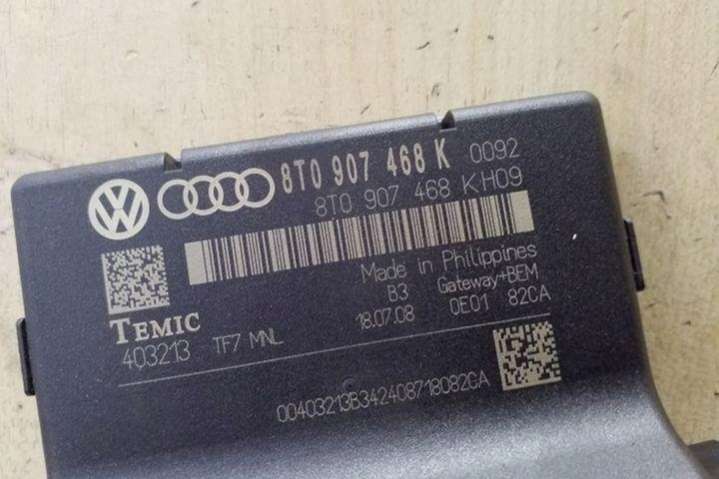 8T0 907 468 K 0092
8T0 907 468 K H09
Made in Philippines
B3 Gateway+BEM
18.07.08 0E01 82CA
TEMIC
403213 TF7 MNL
00403213B342408718082CA